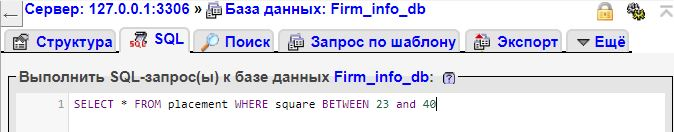 Сервер: 127.0.0.1:3306 » База данных: Firm_info_db
Структура SQL Поиск Запрос по шаблону Экспорт Ещё
Выполнить SQL-запрос(ы) к базе данных Firm_info_db:
1 SELECT * FROM placement WHERE square BETWEEN 23 and 40